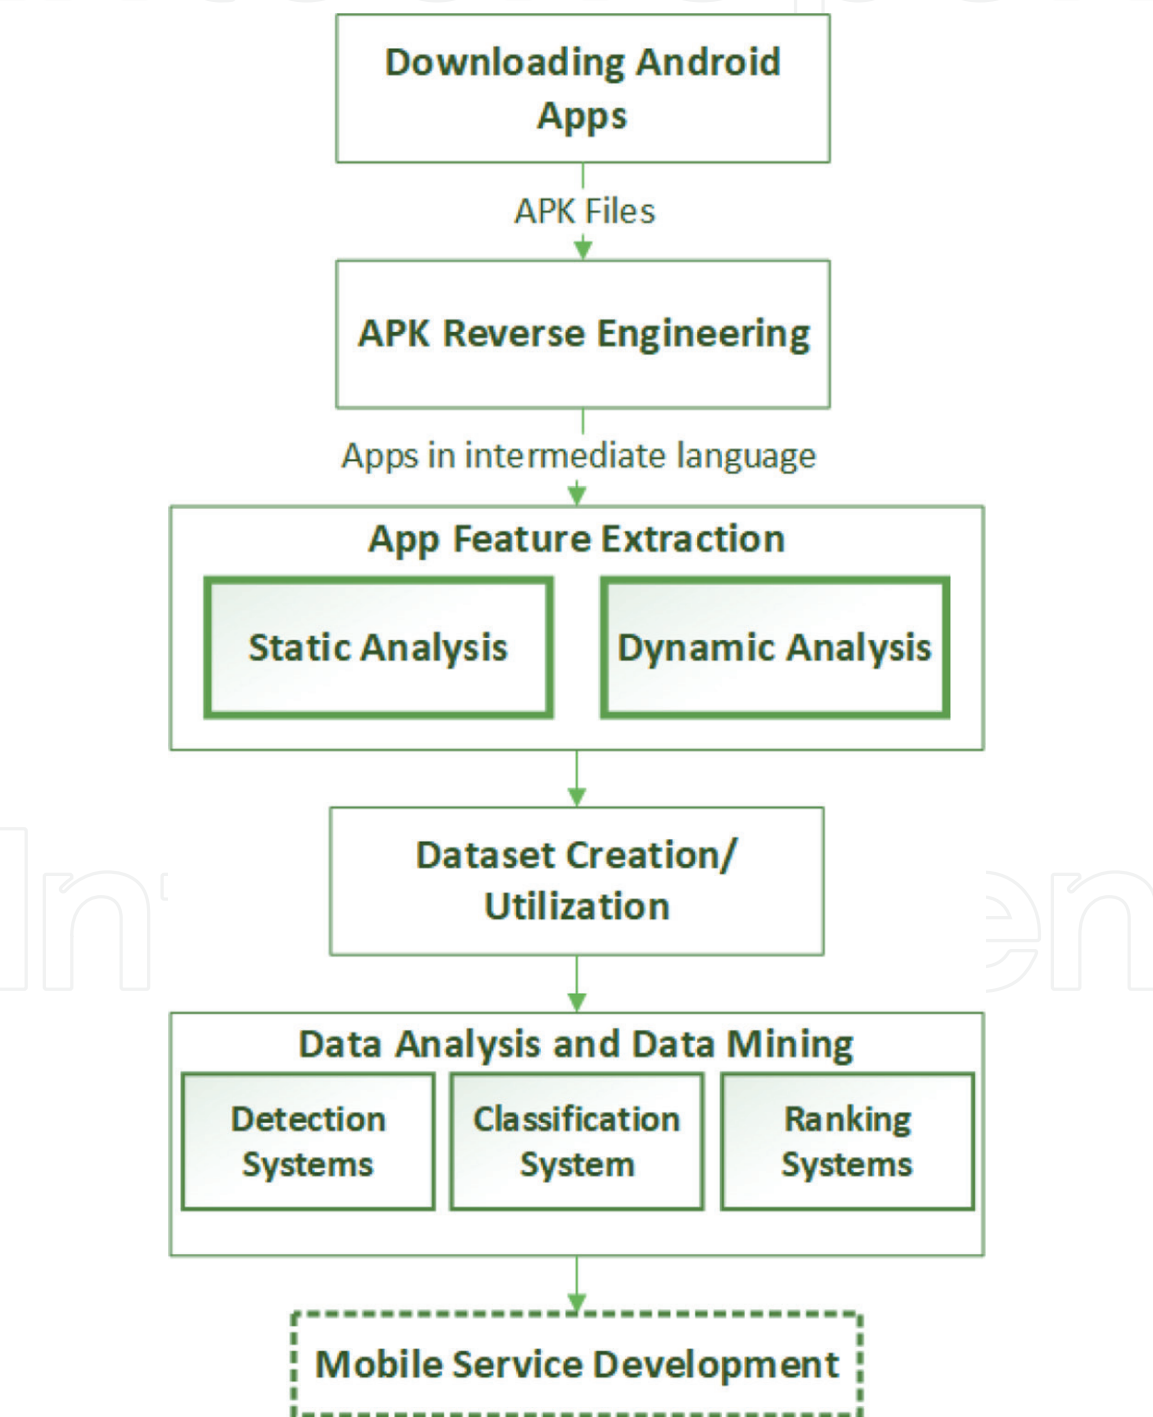 Downloading Android
Apps
APK Files
APK Reverse Engineering
Apps in intermediate language
App Feature Extraction
Static Analysis
Dynamic Analysis
Dataset Creation/
Utilization
Data Analysis and Data Mining
Detection
Systems
Classification
System
Ranking
Systems
Mobile Service Development